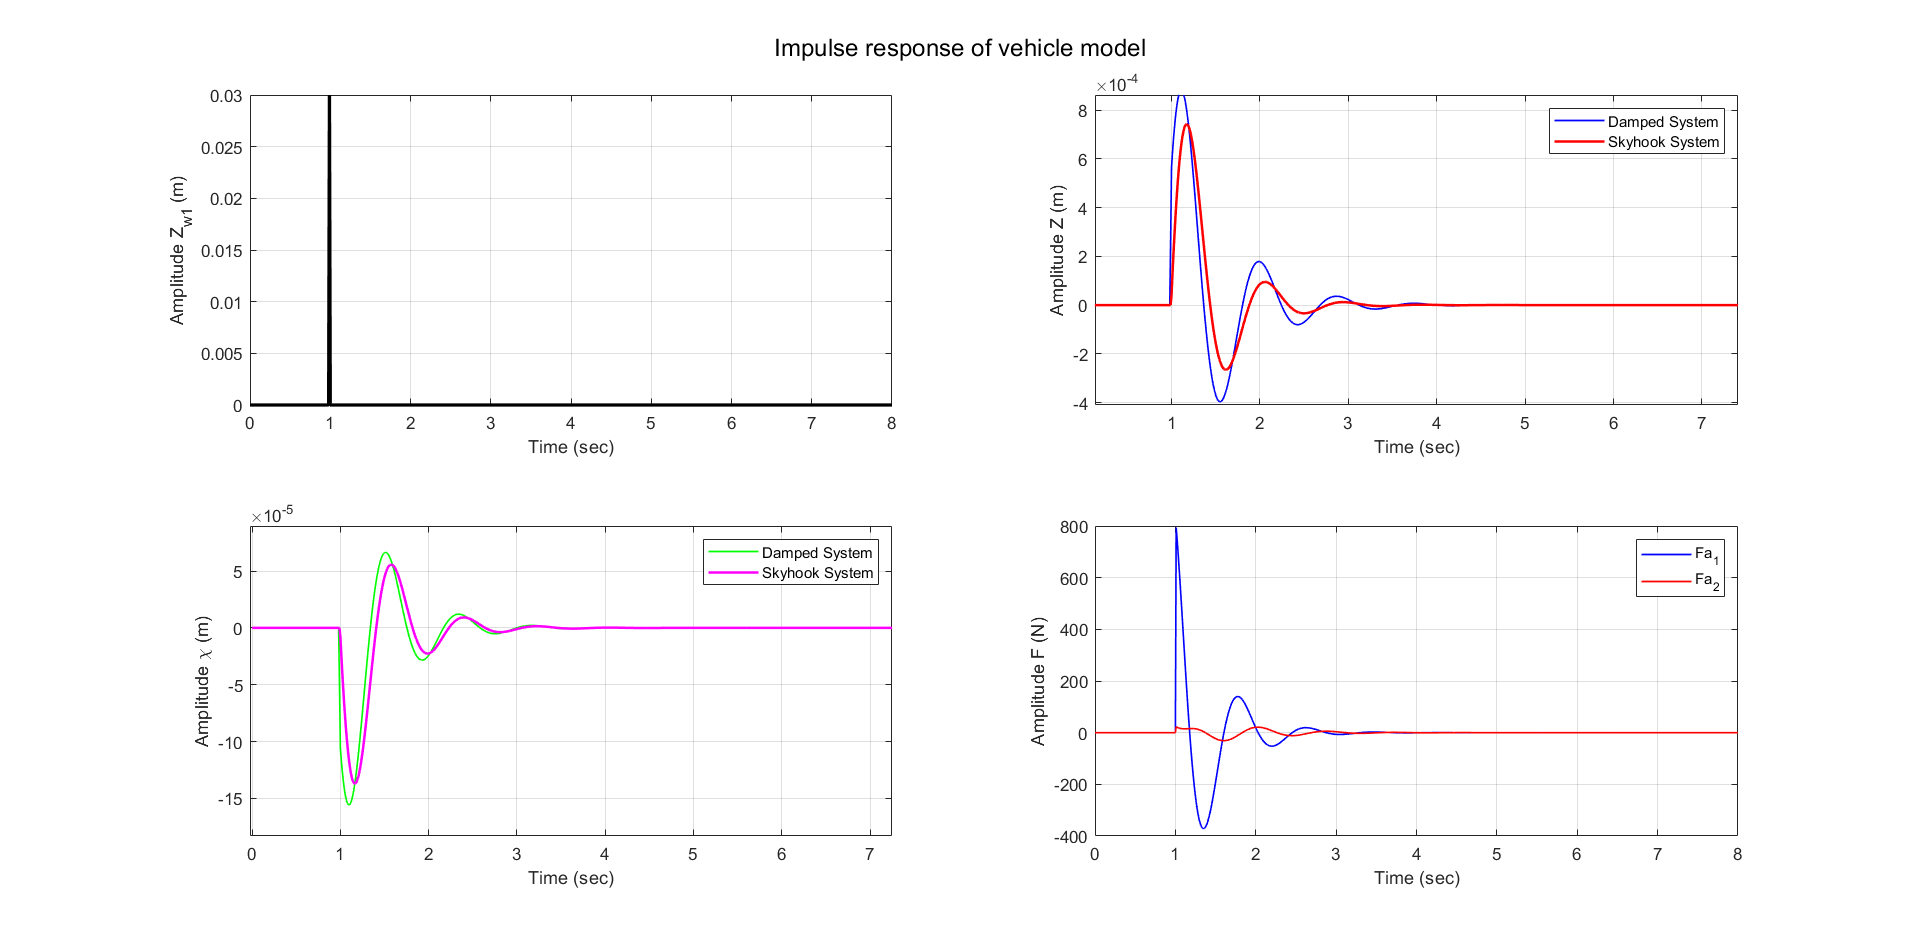 Impulse response of vehicle model
0.03
0.025
0.02
0.015
0.01
0.005
0
0 1 2 3 4 5 6 7 8
Amplitude Z_w1 (m)
Time (sec)
×10^-4
8
6
4
2
0
-2
-4
1 2 3 4 5 6 7
Amplitude Z (m)
Time (sec)
Damped System
Skyhook System
×10^-5
5
0
-5
-10
-15
0 1 2 3 4 5 6 7
Amplitude χ (m)
Time (sec)
Damped System
Skyhook System
800
600
400
200
0
-200
-400
0 1 2 3 4 5 6 7 8
Amplitude F (N)
Time (sec)
Fa_1
Fa_2